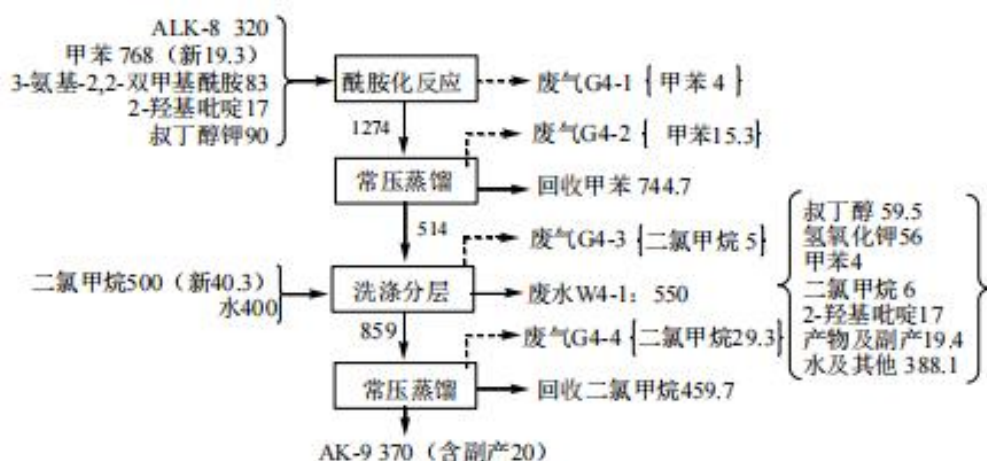 ALK-8 320
甲苯 768（新19.3）
3-氨基-2,2-双甲基酰胺83
2-羟基吡啶17
叔丁醇钾90
酰胺化反应
废气G4-1 { 甲苯 4 }
1274
废气G4-2 { 甲苯15.3}
常压蒸馏
回收甲苯 744.7
514
废气G4-3 {二氯甲烷 5}
二氯甲烷500（新40.3）
水400
洗涤分层
废水W4-1：550
叔丁醇 59.5
氢氧化钾56
甲苯4
二氯甲烷 6
2-羟基吡啶17
产物及副产19.4
水及其他 388.1
859
废气G4-4 {二氯甲烷29.3}
常压蒸馏
回收二氯甲烷459.7
AK-9 370（含副产20）